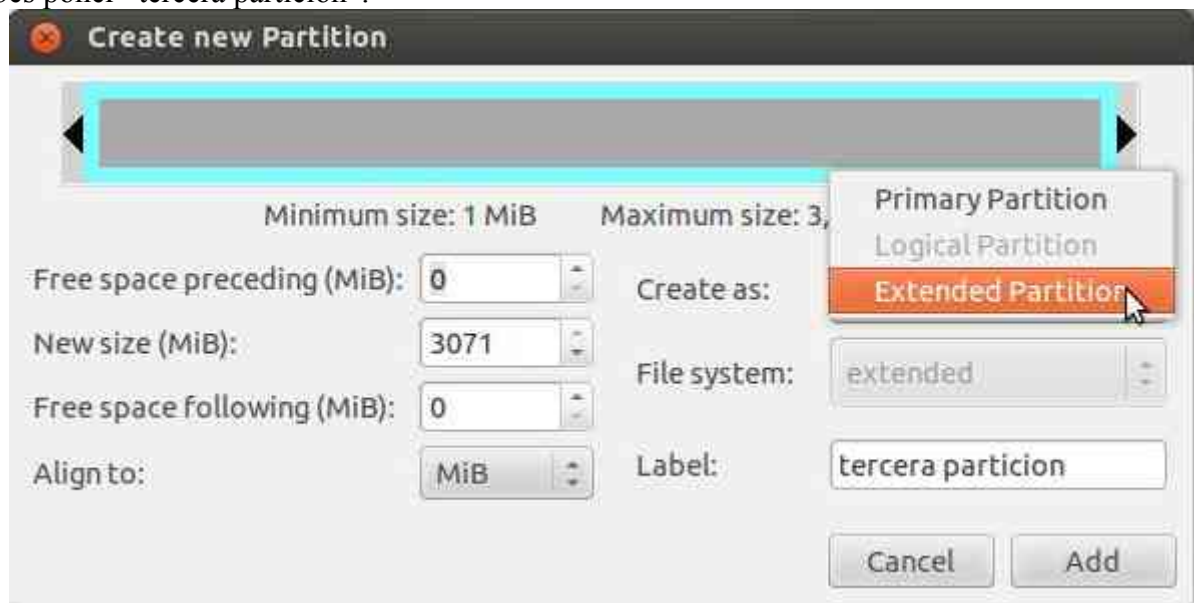 Create new Partition
Minimum size: 1 MiB Maximum size: 3,
Primary Partition
Logical Partition
Extended Partition
Free space preceding (MiB): 0
Create as:
New size (MiB): 3071
File system: extended
Free space following (MiB): 0
Align to: MiB
Label: tercera particion
Cancel Add